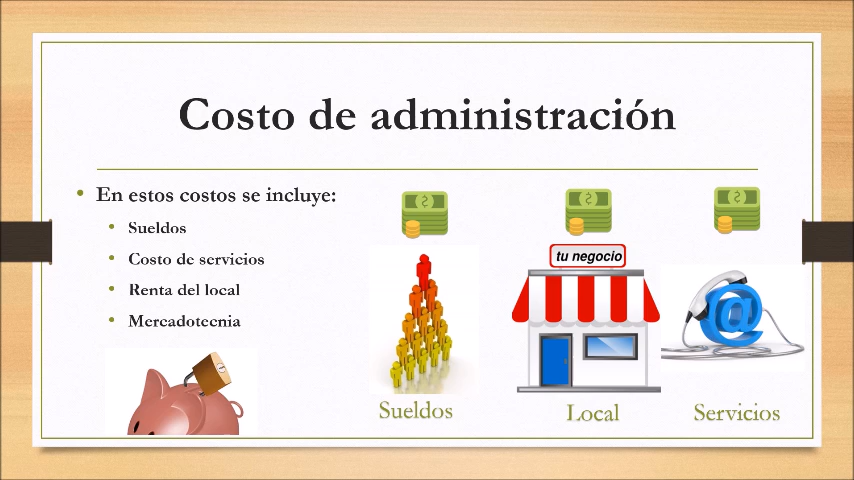 Costo de administración
• En estos costos se incluye:
• Sueldos
• Costo de servicios
• Renta del local
• Mercadotecnia
tu negocio
@
Sueldos
Local
Servicios